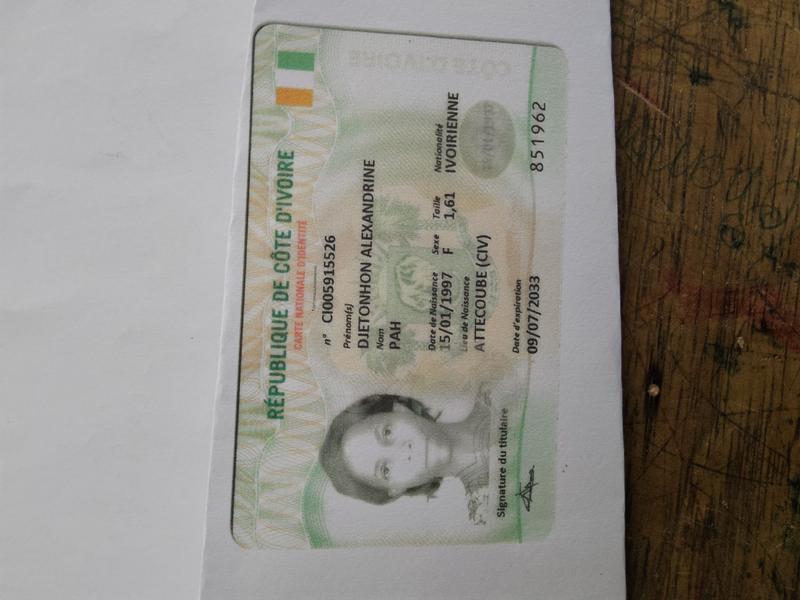 RÉPUBLIQUE DE CÔTE D'IVOIRE
CARTE NATIONALE D'IDENTITÉ
n° CI005915526
Prénom(s)
DJETONHON ALEXANDRINE
Nom
PAH
Date de Naissance Sexe Taille Nationalité
15/01/1997 F 1,61 IVOIRIENNE
Lieu de Naissance
ATTECOUBE (CIV)
Date d'expiration
09/07/2033
851962
Signature du titulaire
CÔTE D'IVOIRE